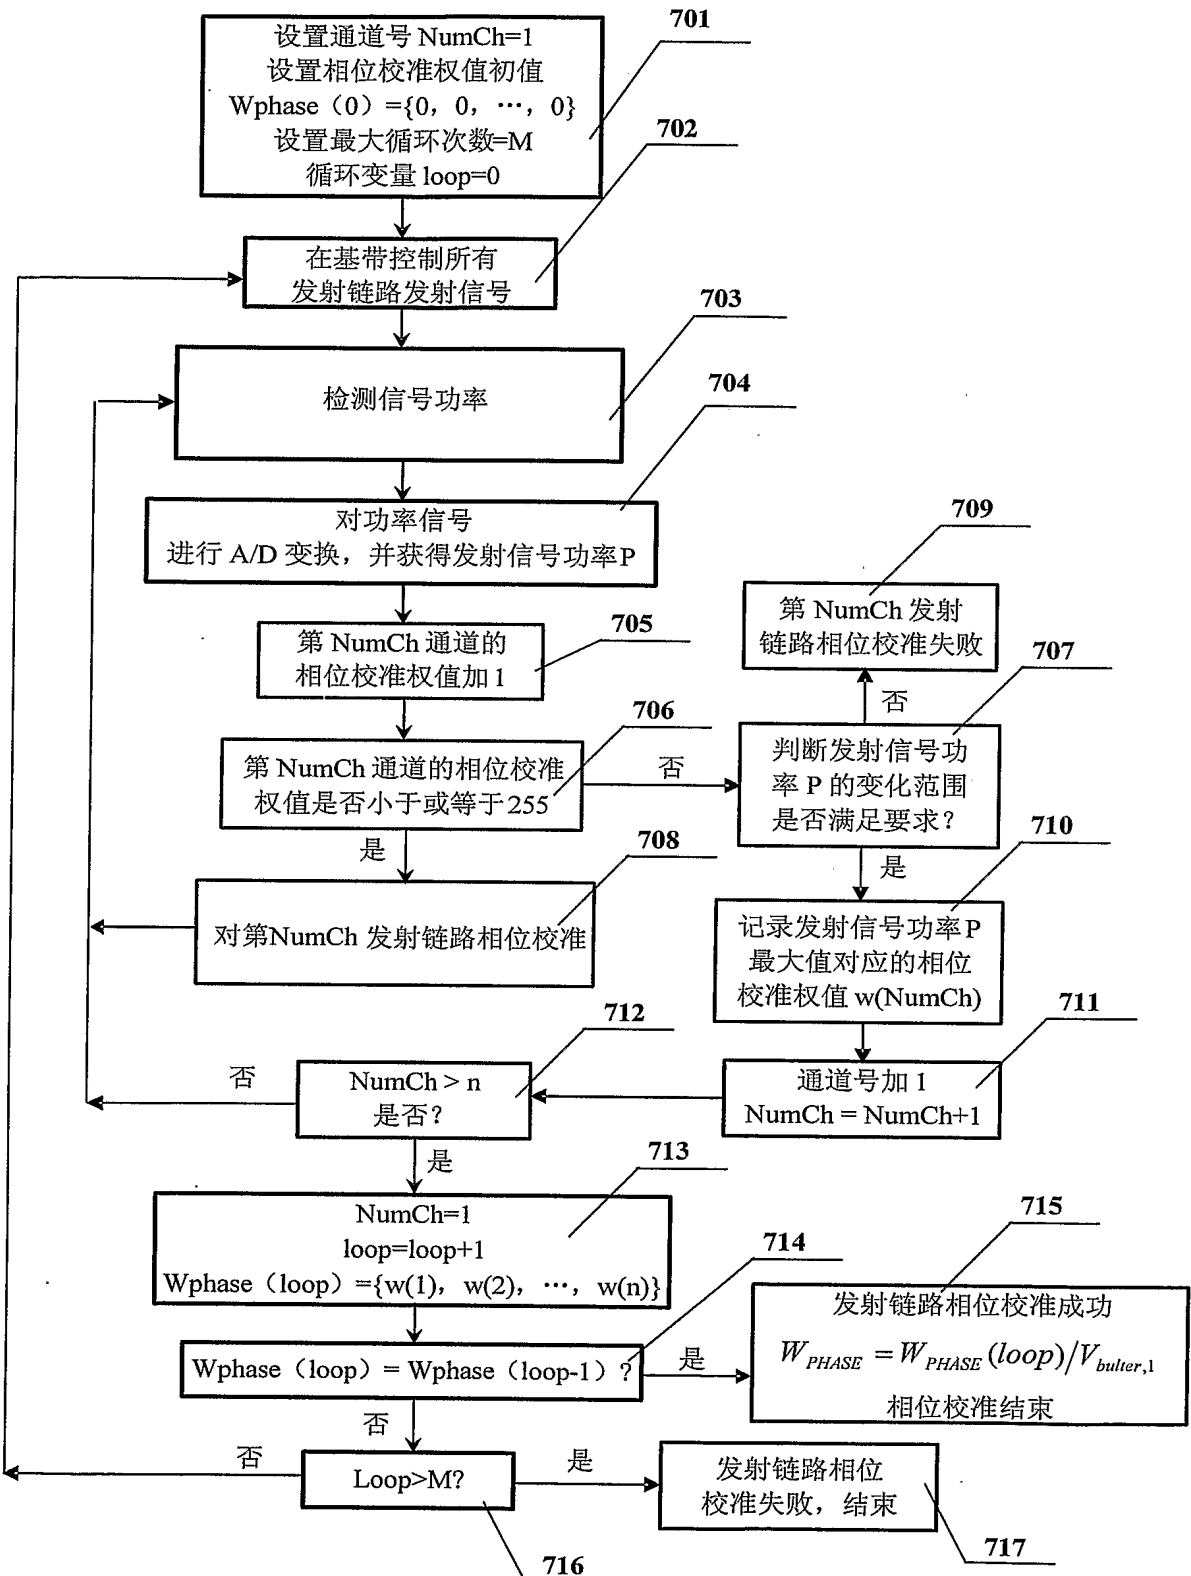 设置通道号 NumCh=1
设置相位校准权值初值
Wphase（0）={0，0，…，0}
设置最大循环次数=M
循环变量 loop=0
701
702
在基带控制所有
发射链路发射信号
703
检测信号功率
704
对功率信号
进行 A/D 变换，并获得发射信号功率P
709
第 NumCh 发射
链路相位校准失败
705
第 NumCh 通道的
相位校准权值加 1
707
否
706
第 NumCh 通道的相位校准
权值是否小于或等于 255
否
判断发射信号功
率 P 的变化范围
是否满足要求？
是
708
710
是
对第NumCh 发射链路相位校准
记录发射信号功率P
最大值对应的相位
校准权值 w(NumCh)
712
711
否
NumCh > n
是否？
通道号加 1
NumCh = NumCh+1
是
713
NumCh=1
loop=loop+1
Wphase（loop）={w(1)，w(2)，…，w(n)}
714
715
发射链路相位校准成功
W_PHASE = W_PHASE (loop)/V_bulter,1
相位校准结束
Wphase（loop）= Wphase（loop-1）?
是
否
否
Loop>M?
是
发射链路相位
校准失败，结束
716
717